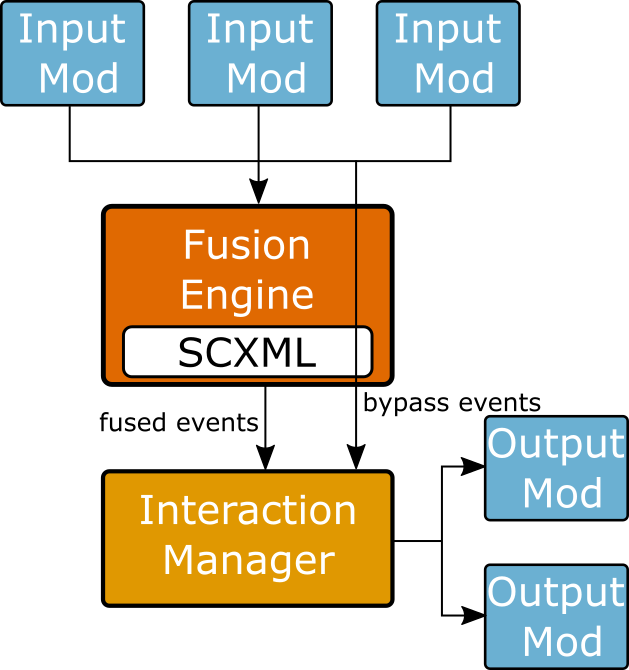 Input
Mod
Input
Mod
Input
Mod
Fusion
Engine
SCXML
fused events
bypass events
Interaction
Manager
Output
Mod
Output
Mod